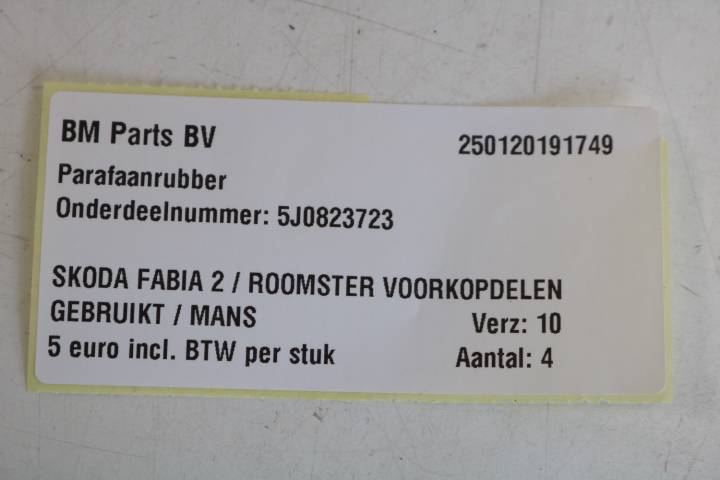 BM Parts BV 250120191749
Parafaanrubber
Onderdeelnummer: 5J0823723
SKODA FABIA 2 / ROOMSTER VOORKOPDELEN
GEBRUIKT / MANS Verz: 10
5 euro incl. BTW per stuk Aantal: 4